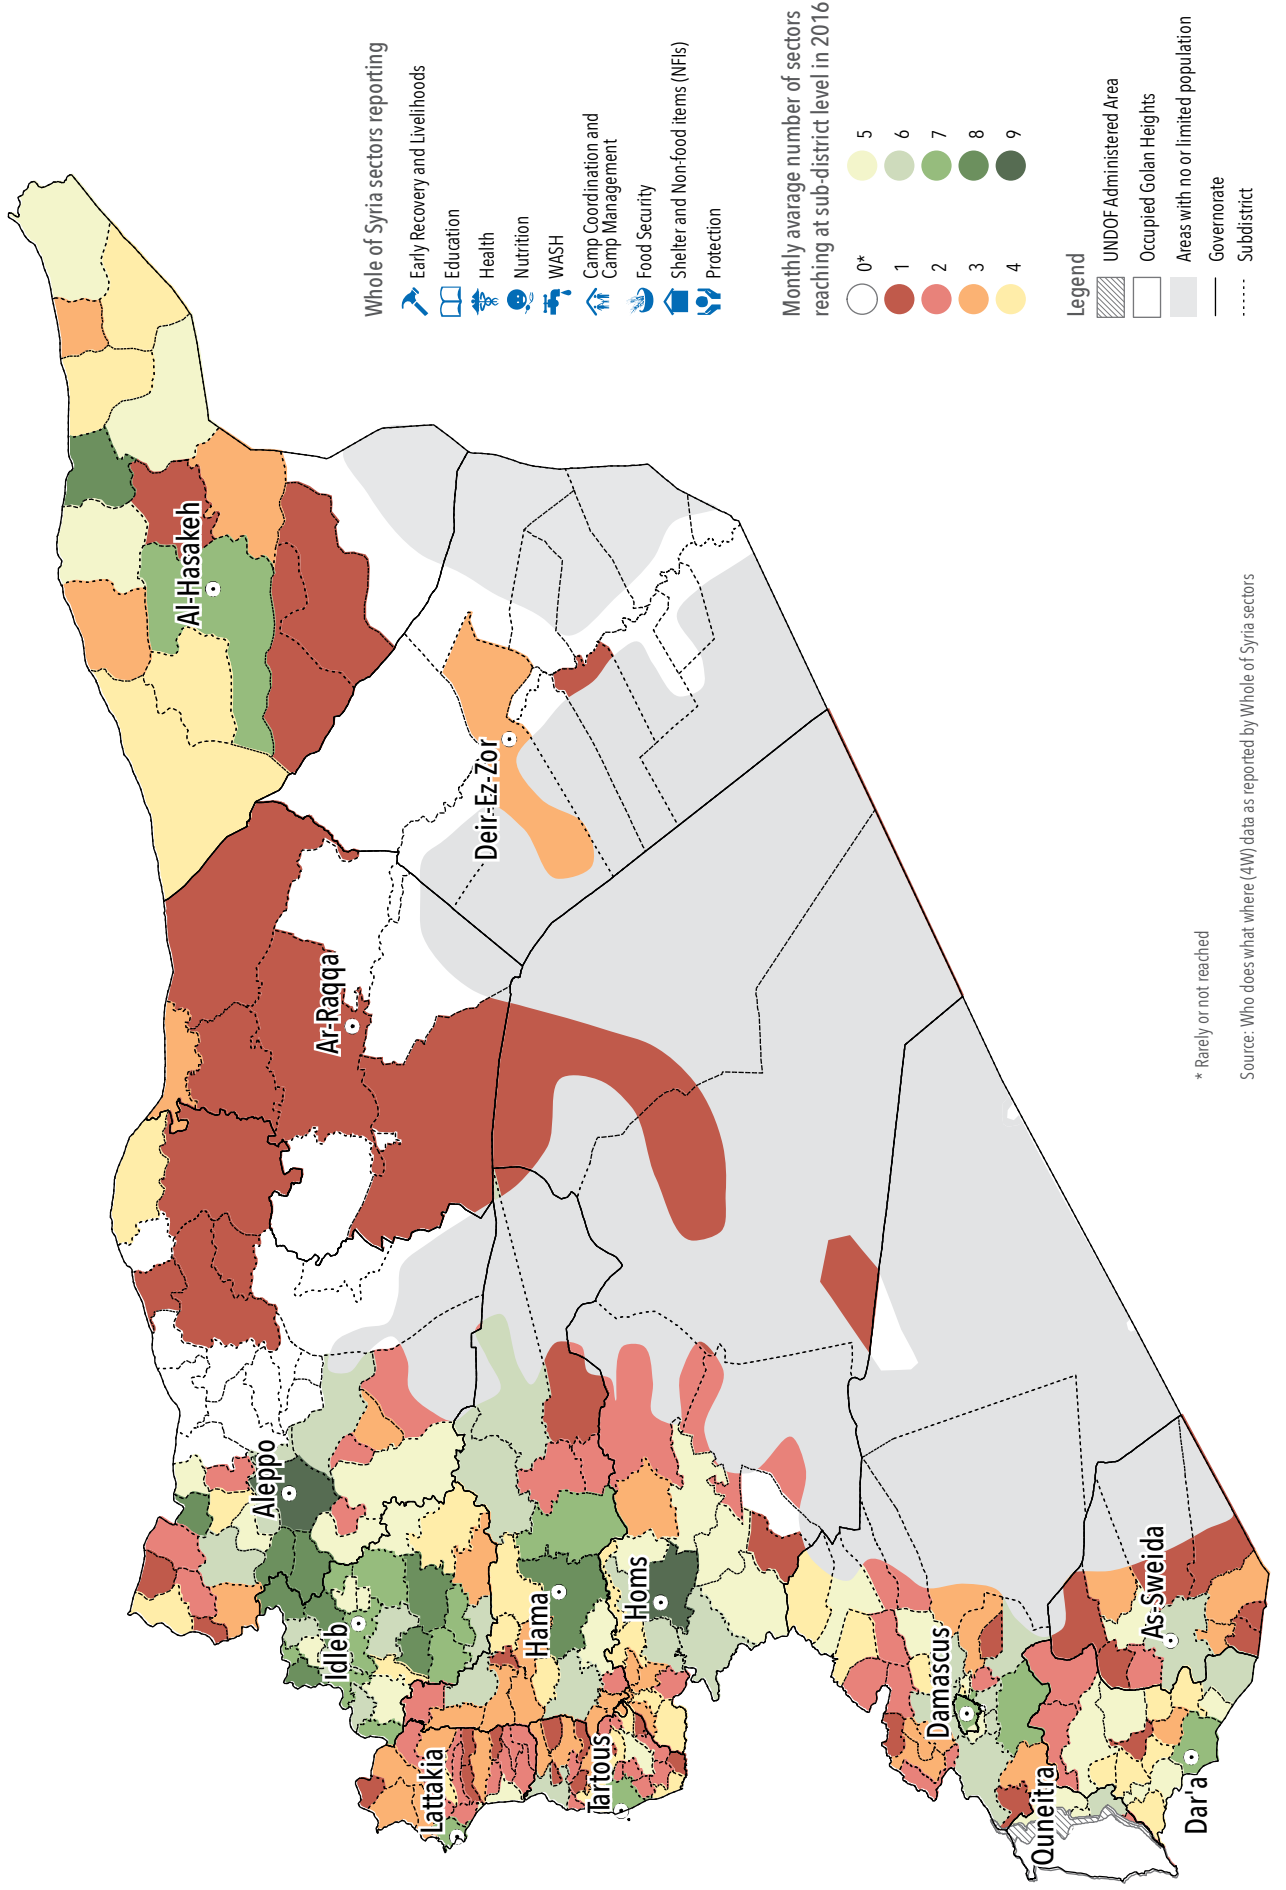 Whole of Syria sectors reporting
Early Recovery and Livelihoods
Education
Health
Nutrition
WASH
Camp Coordination and
Camp Management
Food Security
Shelter and Non-food items (NFIs)
Protection
Monthly avarage number of sectors
reaching at sub-district level in 2016
0*
1
2
3
4
5
6
7
8
9
Legend
UNDOF Administered Area
Occupied Golan Heights
Areas with no or limited population
Governorate
Subdistrict
Al-Hasakeh
Ar-Raqqa
Deir-Ez-Zor
Aleppo
Idleb
Lattakia
Hama
Tartous
Homs
Damascus
Quneitra
As-Sweida
Dar'a
* Rarely or not reached
Source: Who does what where (4W) data as reported by Whole of Syria sectors